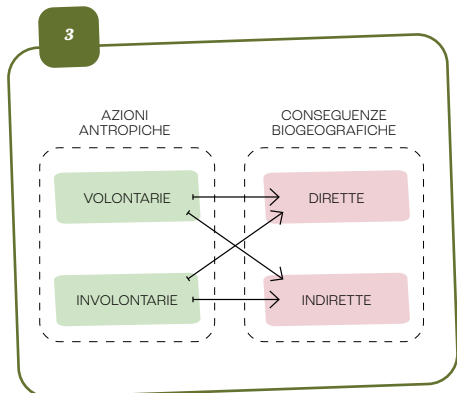 3
AZIONI
ANTROPICHE
CONSEGUENZE
BIOGEOGRAFICHE
VOLONTARIE
DIRETTE
INVOLONTARIE
INDIRETTE